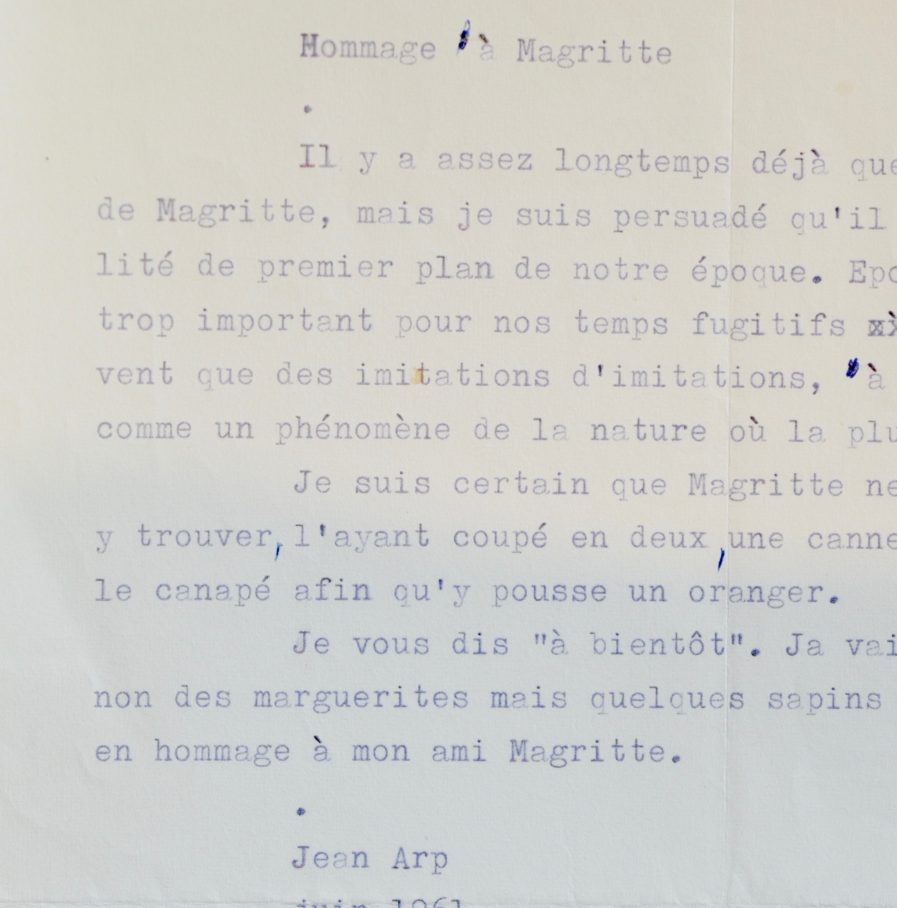 Hommage à Magritte
.
Il y a assez longtemps déjà que
de Magritte, mais je suis persuadé qu'il
lité de premier plan de notre époque. Epo
trop important pour nos temps fugitifs
vent que des imitations d'imitations, à
comme un phénomène de la nature où la plu
Je suis certain que Magritte ne
y trouver, l'ayant coupé en deux, une canne
le canapé afin qu'y pousse un oranger.
Je vous dis "à bientôt". Ja vai
non des marguerites mais quelques sapins
en hommage à mon ami Magritte.
.
Jean Arp
juin 1961